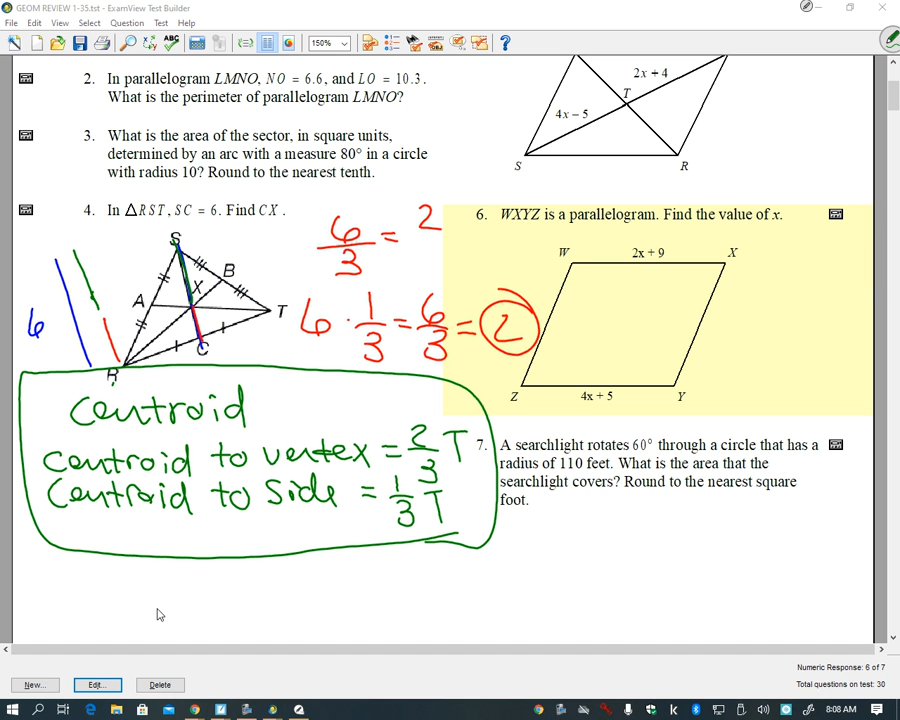 GEOM REVIEW 1-35.tst - ExamView Test Builder
File Edit View Select Question Test Help
150%
2. In parallelogram LMNO, NO = 6.6, and LO = 10.3.
What is the perimeter of parallelogram LMNO?
3. What is the area of the sector, in square units,
determined by an arc with a measure 80° in a circle
with radius 10? Round to the nearest tenth.
4. In △RST, SC = 6. Find CX.
S
B
X
A
T
C
R
6
6/3 = 2
6 · 1/3 = 6/3 = 2
Centroid
Centroid to vertex = 2/3 T
Centroid to Side = 1/3 T
2x + 4
T
4x − 5
S
R
6. WXYZ is a parallelogram. Find the value of x.
W
2x + 9
X
Z
4x + 5
Y
7. A searchlight rotates 60° through a circle that has a
radius of 110 feet. What is the area that the
searchlight covers? Round to the nearest square
foot.
Numeric Response: 6 of 7
New... Edit... Delete
Total questions on test: 30
8:08 AM